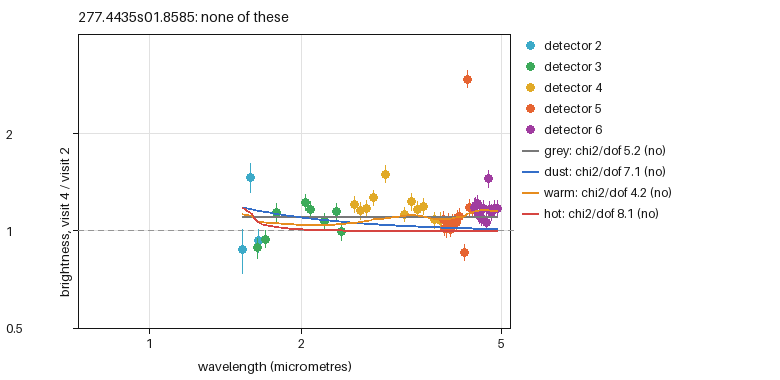 277.4435s01.8585: none of these
brightness, visit 4 / visit 2
2
1
0.5
1
2
5
wavelength (micrometres)
detector 2
detector 3
detector 4
detector 5
detector 6
grey: chi2/dof 5.2 (no)
dust: chi2/dof 7.1 (no)
warm: chi2/dof 4.2 (no)
hot: chi2/dof 8.1 (no)